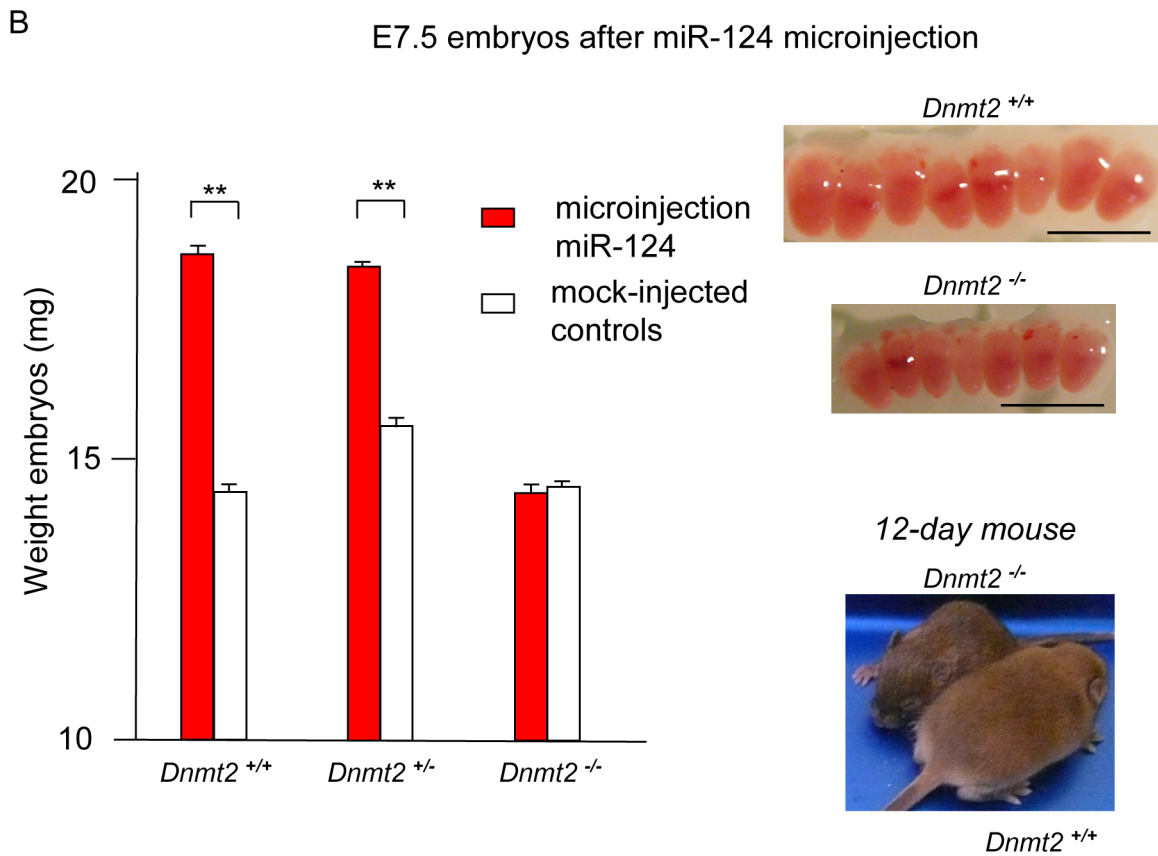 B
E7.5 embryos after miR-124 microinjection
Dnmt2 +/+
20
**
**
microinjection
miR-124
mock-injected
controls
Dnmt2 -/-
Weight embryos (mg)
15
12-day mouse
Dnmt2 -/-
10
Dnmt2 +/+
Dnmt2 +/-
Dnmt2 -/-
Dnmt2 +/+